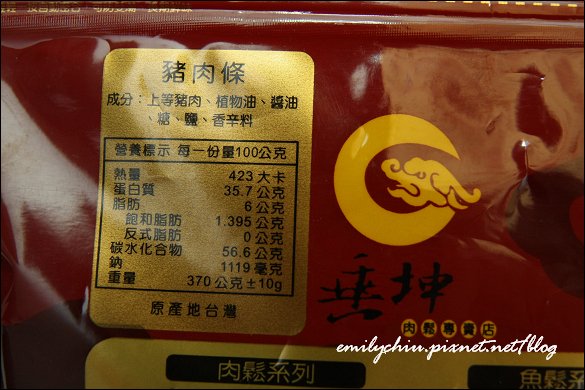 豬肉條
成分：上等豬肉、植物油、醬油
、糖、鹽、香辛料
營養標示 每一份量100公克
熱量 423 大卡
蛋白質 35.7 公克
脂肪 6 公克
飽和脂肪 1.395 公克
反式脂肪 0 公克
碳水化合物 56.6 公克
鈉 1119 毫克
重量 370 公克±10g
原產地台灣
垂坤
肉鬆專賣店
emilychiu.pixnet.net/blog
肉鬆系列
魚鬆系